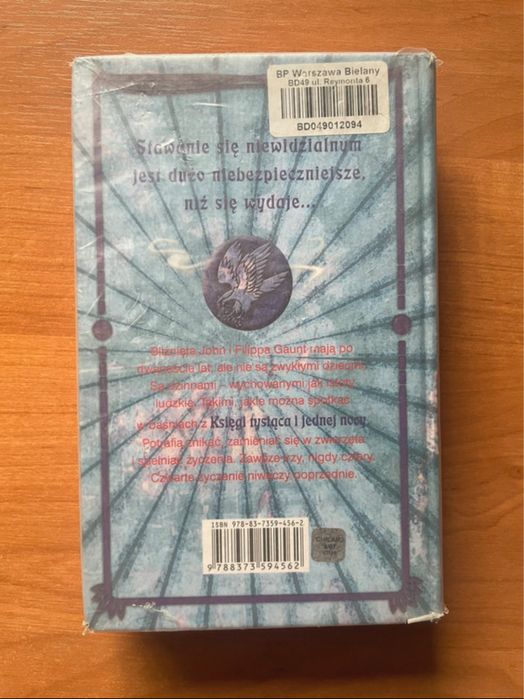 BP Warszawa Bielany
BD49 ul. Reymonta 6
BD049012094
Stawanie się niewidzialnym
jest dużo niebezpieczniejsze,
niż się wydaje...
Bliźnięta John i Filippa Gaunt mają po
dwanaście lat, ale nie są zwykłymi dziećmi.
Są dżinnami – wychowanymi jak istoty
ludzkie. Takimi, jakie można spotkać
w baśniach z Księgi tysiąca i jednej nocy.
Potrafią znikać, zamieniać się w zwierzęta
i spełniać życzenia. Zawsze trzy, nigdy cztery.
Czwarte życzenie niweczy poprzednie.
ISBN 978-83-7359-456-2
9 788373 594562